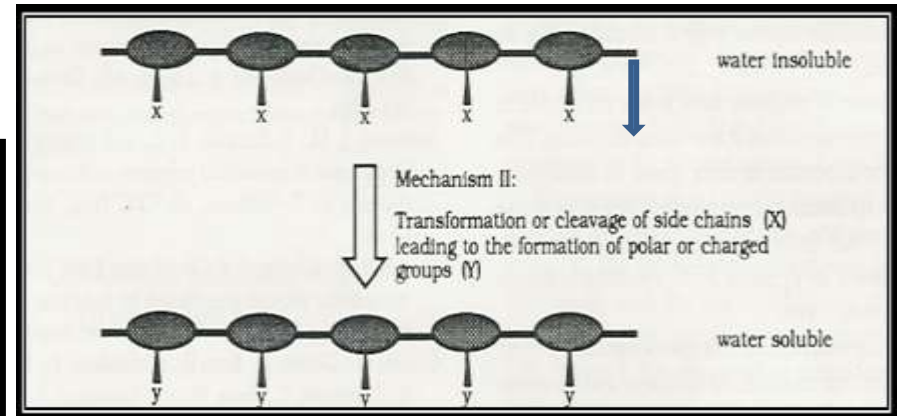 x x x x x
water insoluble
Mechanism II:
Transformation or cleavage of side chains (X)
leading to the formation of polar or charged
groups (Y)
water soluble
y y y y y